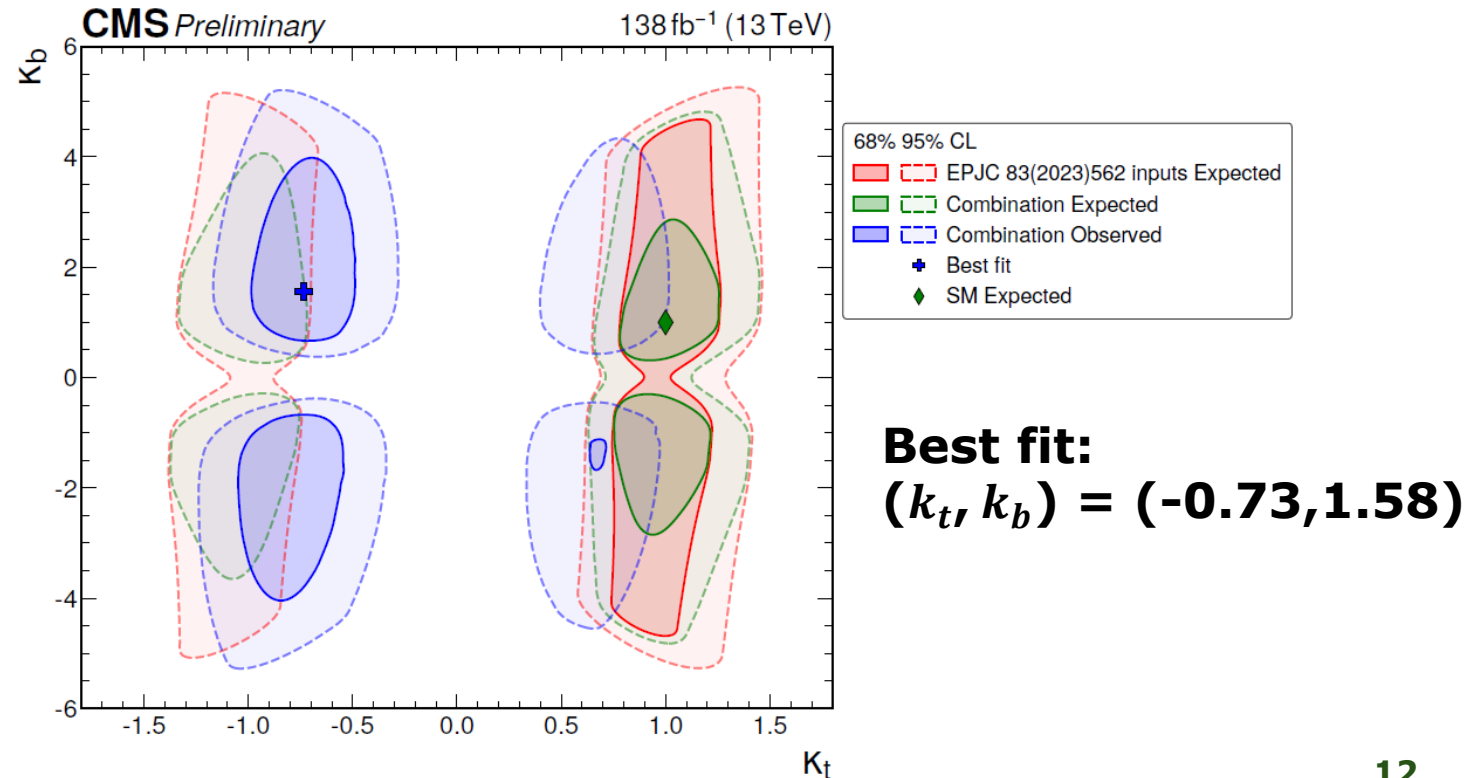 CMS Preliminary
138 fb⁻¹ (13 TeV)
κb
6
4
2
0
-2
-4
-6
-1.5 -1.0 -0.5 0.0 0.5 1.0 1.5
κt
68% 95% CL
EPJC 83(2023)562 inputs Expected
Combination Expected
Combination Observed
Best fit
SM Expected
Best fit:
(kt, kb) = (-0.73,1.58)
12